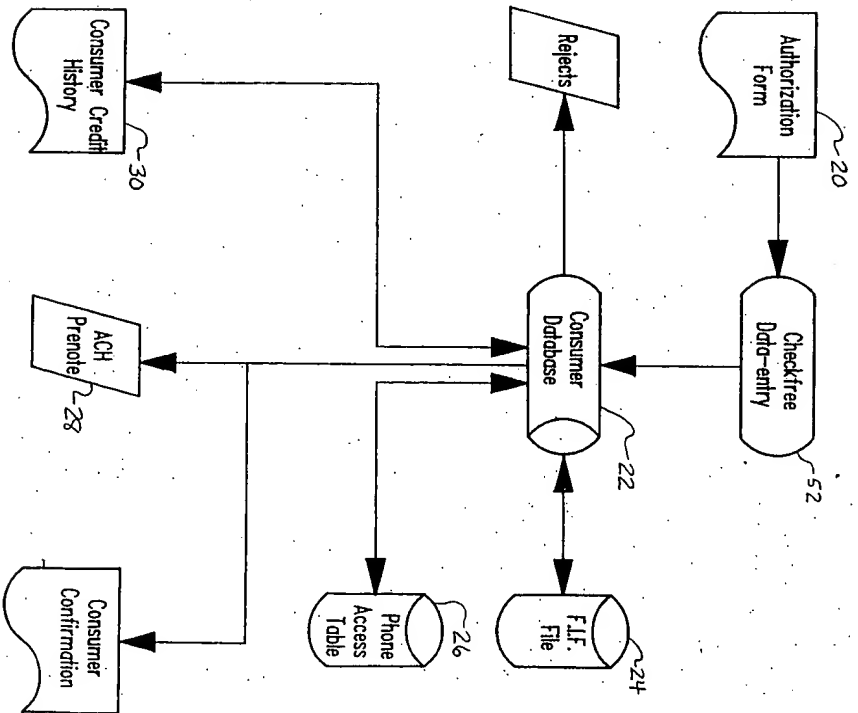 Authorization
Form
20
Checkfree
Data-entry
52
Rejects
Consumer
Database
22
F.I.F.
File
24
Phone
Access
Table
26
Consumer Credit
History
30
ACH
Prenote
28
Consumer
Confirmation